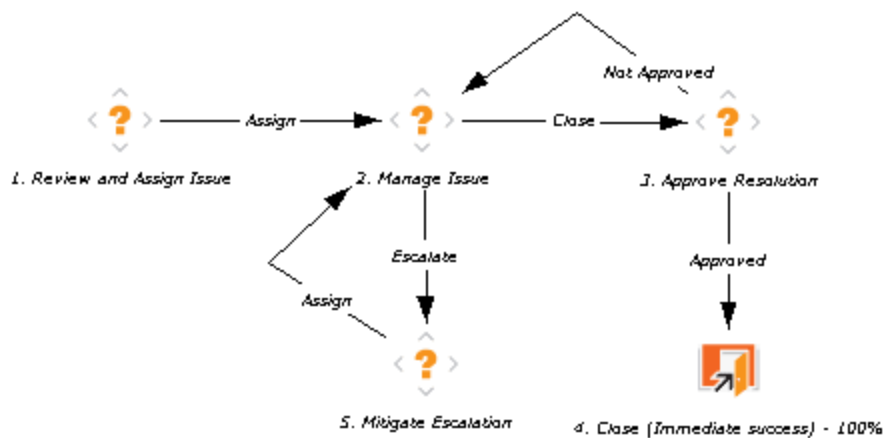 Not Approved
Assign
Close
1. Review and Assign Issue
2. Manage Issue
3. Approve Resolution
Escalate
Approved
Assign
5. Mitigate Escalation
4. Close (Immediate success) - 100%